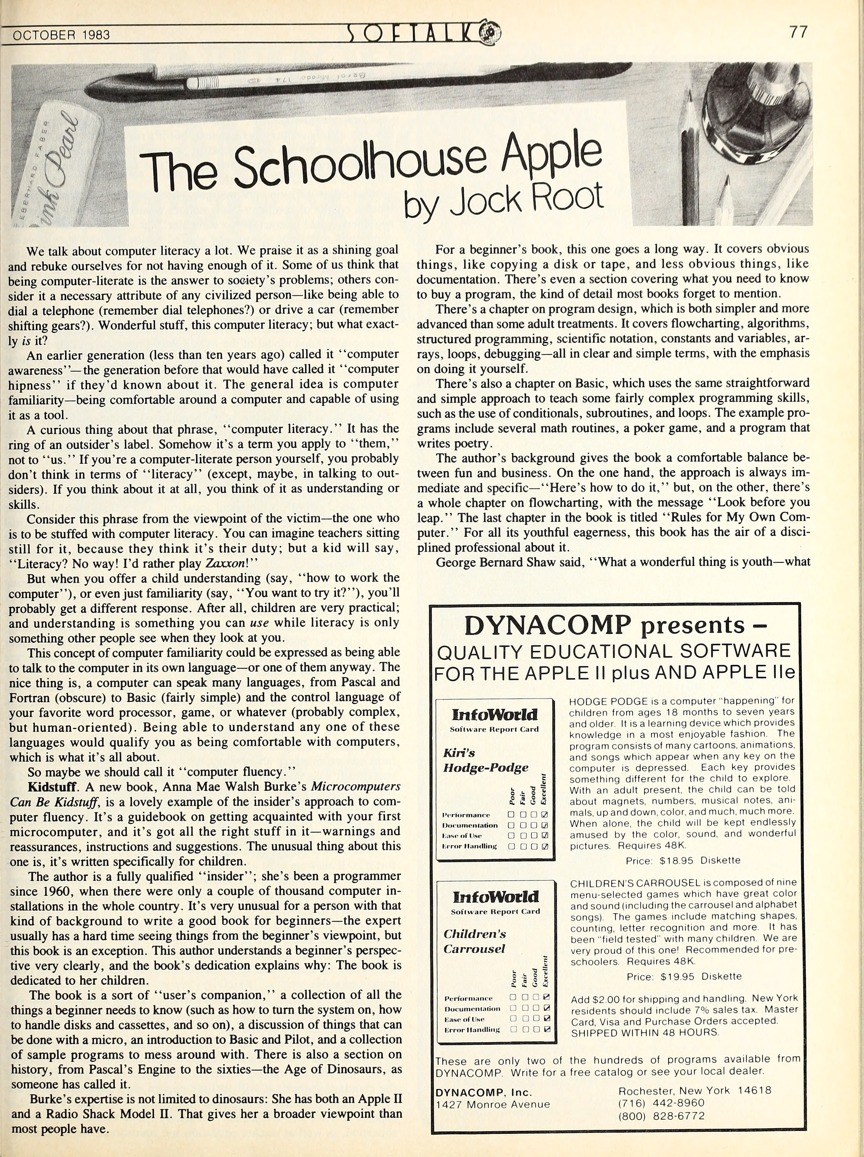 OCTOBER 1983
SOFTALK
77
EBERHARD FABER
Pink Pearl
The Schoolhouse Apple
by Jock Root
We talk about computer literacy a lot. We praise it as a shining goal
and rebuke ourselves for not having enough of it. Some of us think that
being computer-literate is the answer to society's problems; others con-
sider it a necessary attribute of any civilized person—like being able to
dial a telephone (remember dial telephones?) or drive a car (remember
shifting gears?). Wonderful stuff, this computer literacy; but what exact-
ly is it?
An earlier generation (less than ten years ago) called it "computer
awareness"—the generation before that would have called it "computer
hipness" if they'd known about it. The general idea is computer
familiarity—being comfortable around a computer and capable of using
it as a tool.
A curious thing about that phrase, "computer literacy." It has the
ring of an outsider's label. Somehow it's a term you apply to "them,"
not to "us." If you're a computer-literate person yourself, you probably
don't think in terms of "literacy" (except, maybe, in talking to out-
siders). If you think about it at all, you think of it as understanding or
skills.
Consider this phrase from the viewpoint of the victim—the one who
is to be stuffed with computer literacy. You can imagine teachers sitting
still for it, because they think it's their duty; but a kid will say,
"Literacy? No way! I'd rather play Zaxxon!"
But when you offer a child understanding (say, "how to work the
computer"), or even just familiarity (say, "You want to try it?"), you'll
probably get a different response. After all, children are very practical;
and understanding is something you can use while literacy is only
something other people see when they look at you.
This concept of computer familiarity could be expressed as being able
to talk to the computer in its own language—or one of them anyway. The
nice thing is, a computer can speak many languages, from Pascal and
Fortran (obscure) to Basic (fairly simple) and the control language of
your favorite word processor, game, or whatever (probably complex,
but human-oriented). Being able to understand any one of these
languages would qualify you as being comfortable with computers,
which is what it's all about.
So maybe we should call it "computer fluency."
Kidstuff. A new book, Anna Mae Walsh Burke's Microcomputers
Can Be Kidstuff, is a lovely example of the insider's approach to com-
puter fluency. It's a guidebook on getting acquainted with your first
microcomputer, and it's got all the right stuff in it—warnings and
reassurances, instructions and suggestions. The unusual thing about this
one is, it's written specifically for children.
The author is a fully qualified "insider"; she's been a programmer
since 1960, when there were only a couple of thousand computer in-
stallations in the whole country. It's very unusual for a person with that
kind of background to write a good book for beginners—the expert
usually has a hard time seeing things from the beginner's viewpoint, but
this book is an exception. This author understands a beginner's perspec-
tive very clearly, and the book's dedication explains why: The book is
dedicated to her children.
The book is a sort of "user's companion," a collection of all the
things a beginner needs to know (such as how to turn the system on, how
to handle disks and cassettes, and so on), a discussion of things that can
be done with a micro, an introduction to Basic and Pilot, and a collection
of sample programs to mess around with. There is also a section on
history, from Pascal's Engine to the sixties—the Age of Dinosaurs, as
someone has called it.
Burke's expertise is not limited to dinosaurs: She has both an Apple II
and a Radio Shack Model II. That gives her a broader viewpoint than
most people have.
For a beginner's book, this one goes a long way. It covers obvious
things, like copying a disk or tape, and less obvious things, like
documentation. There's even a section covering what you need to know
to buy a program, the kind of detail most books forget to mention.
There's a chapter on program design, which is both simpler and more
advanced than some adult treatments. It covers flowcharting, algorithms,
structured programming, scientific notation, constants and variables, ar-
rays, loops, debugging—all in clear and simple terms, with the emphasis
on doing it yourself.
There's also a chapter on Basic, which uses the same straightforward
and simple approach to teach some fairly complex programming skills,
such as the use of conditionals, subroutines, and loops. The example pro-
grams include several math routines, a poker game, and a program that
writes poetry.
The author's background gives the book a comfortable balance be-
tween fun and business. On the one hand, the approach is always im-
mediate and specific—"Here's how to do it," but, on the other, there's
a whole chapter on flowcharting, with the message "Look before you
leap." The last chapter in the book is titled "Rules for My Own Com-
puter." For all its youthful eagerness, this book has the air of a disci-
plined professional about it.
George Bernard Shaw said, "What a wonderful thing is youth—what
DYNACOMP presents –
QUALITY EDUCATIONAL SOFTWARE
FOR THE APPLE II plus AND APPLE IIe
InfoWorld
Software Report Card
Kiri's
Hodge-Podge
Poor
Fair
Good
Excellent
Performance
Documentation
Ease of Use
Error Handling
HODGE PODGE is a computer "happening" for
children from ages 18 months to seven years
and older. It is a learning device which provides
knowledge in a most enjoyable fashion. The
program consists of many cartoons, animations,
and songs which appear when any key on the
computer is depressed. Each key provides
something different for the child to explore.
With an adult present, the child can be told
about magnets, numbers, musical notes, ani-
mals, up and down, color, and much, much more.
When alone, the child will be kept endlessly
amused by the color, sound, and wonderful
pictures. Requires 48K.
Price: $18.95 Diskette
InfoWorld
Software Report Card
Children's
Carrousel
Poor
Fair
Good
Excellent
Performance
Documentation
Ease of Use
Error Handling
CHILDREN'S CARROUSEL is composed of nine
menu-selected games which have great color
and sound (including the carrousel and alphabet
songs). The games include matching shapes,
counting, letter recognition and more. It has
been "field tested" with many children. We are
very proud of this one! Recommended for pre-
schoolers. Requires 48K.
Price: $19.95 Diskette
Add $2.00 for shipping and handling. New York
residents should include 7% sales tax. Master
Card, Visa and Purchase Orders accepted.
SHIPPED WITHIN 48 HOURS.
These are only two of the hundreds of programs available from
DYNACOMP. Write for a free catalog or see your local dealer.
DYNACOMP, Inc.
1427 Monroe Avenue
Rochester, New York 14618
(716) 442-8960
(800) 828-6772